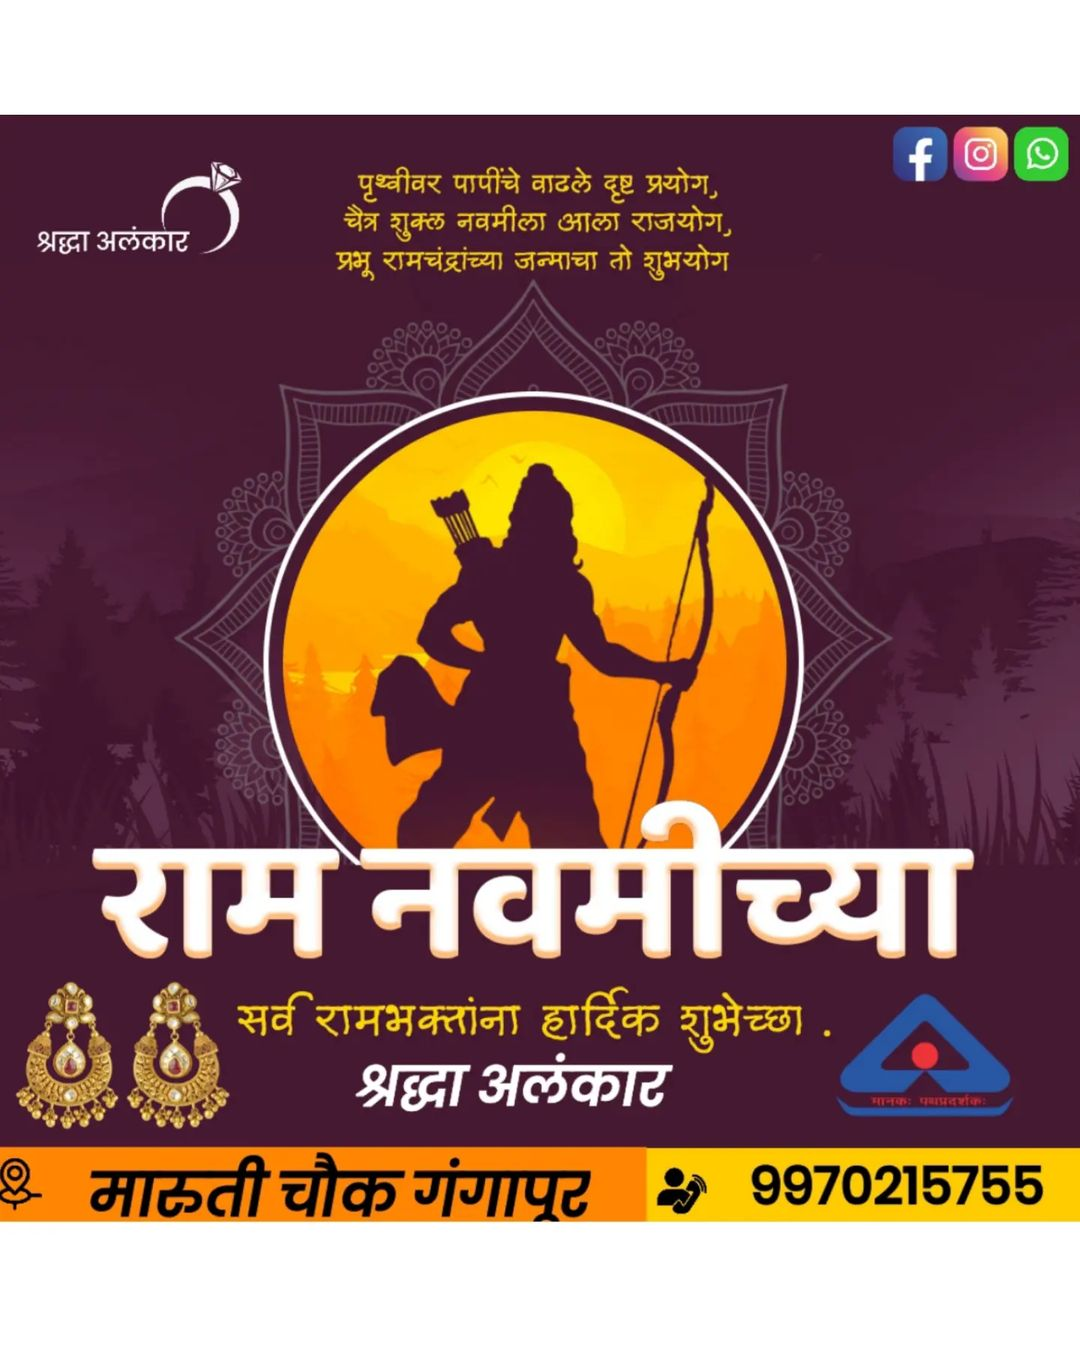 श्रद्धा अलंकार
पृथ्वीवर पापींचे वाढले दृष्ट प्रयोग,
चैत्र शुक्ल नवमीला आला राजयोग,
प्रभू रामचंद्रांच्या जन्माचा तो शुभयोग
राम नवमीच्या
सर्व रामभक्तांना हार्दिक शुभेच्छा .
श्रद्धा अलंकार
मानकः पथप्रदर्शकः
मारुती चौक गंगापूर
9970215755